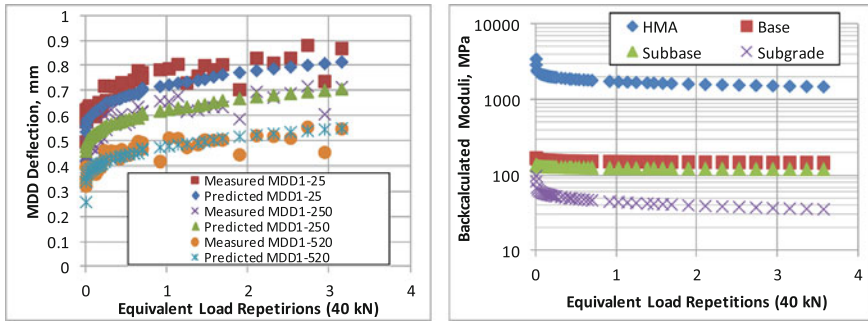 MDD Deflection, mm
1
0.9
0.8
0.7
0.6
0.5
0.4
0.3
0.2
0.1
0
Measured MDD1-25
Predicted MDD1-25
Measured MDD1-250
Predicted MDD1-250
Measured MDD1-520
Predicted MDD1-520
0 1 2 3 4
Equivalent Load Repetirions (40 kN)
Backcalculated Moduli, MPa
10000
1000
100
10
HMA Base
Subbase Subgrade
0 1 2 3 4
Equivalent Load Repetitions (40 kN)